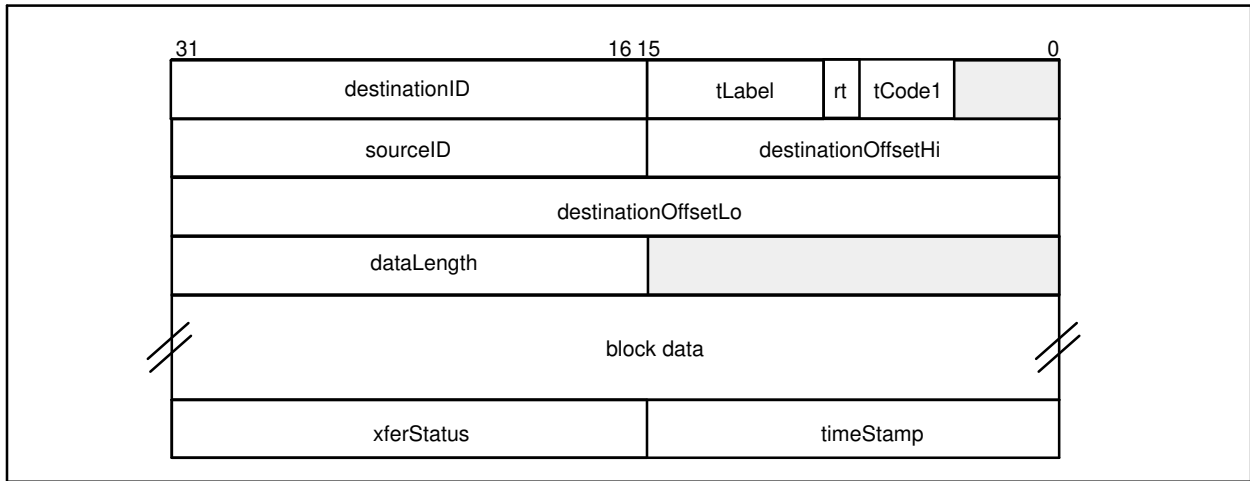 31 16 15 0
destinationID tLabel rt tCode1
sourceID destinationOffsetHi
destinationOffsetLo
dataLength
block data
xferStatus timeStamp